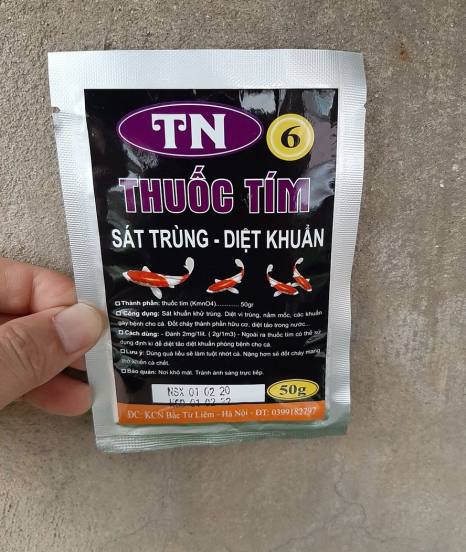 TN
6
THUỐC TÍM
SÁT TRÙNG - DIỆT KHUẨN
Thành phần: thuốc tím (KmnO4)............ 50gr
Công dụng: Sát khuẩn khử trùng. Diệt vi trùng, nấm mốc, các khuẩn
gây bệnh cho cá. Đốt cháy thành phần hữu cơ, diệt tảo trong nước...
Cách dùng: - Đánh 2mg/1lit. ( 2g/1m3) - Ngoài ra thuốc tím có thể sử
dụng định kì để diệt tảo diệt khuẩn phòng bệnh cho cá.
Lưu ý: Dùng quá liều sẽ làm tuột nhớt cá. Nặng hơn sẽ đốt cháy mang
cá chết.
Bảo quản: Nơi khô mát. Tránh ánh sáng trực tiếp.
NSX 01 02 20
HSD 01 02 22
50g
ĐC: KCN Bắc Từ Liêm - Hà Nội - ĐT: 0399182297